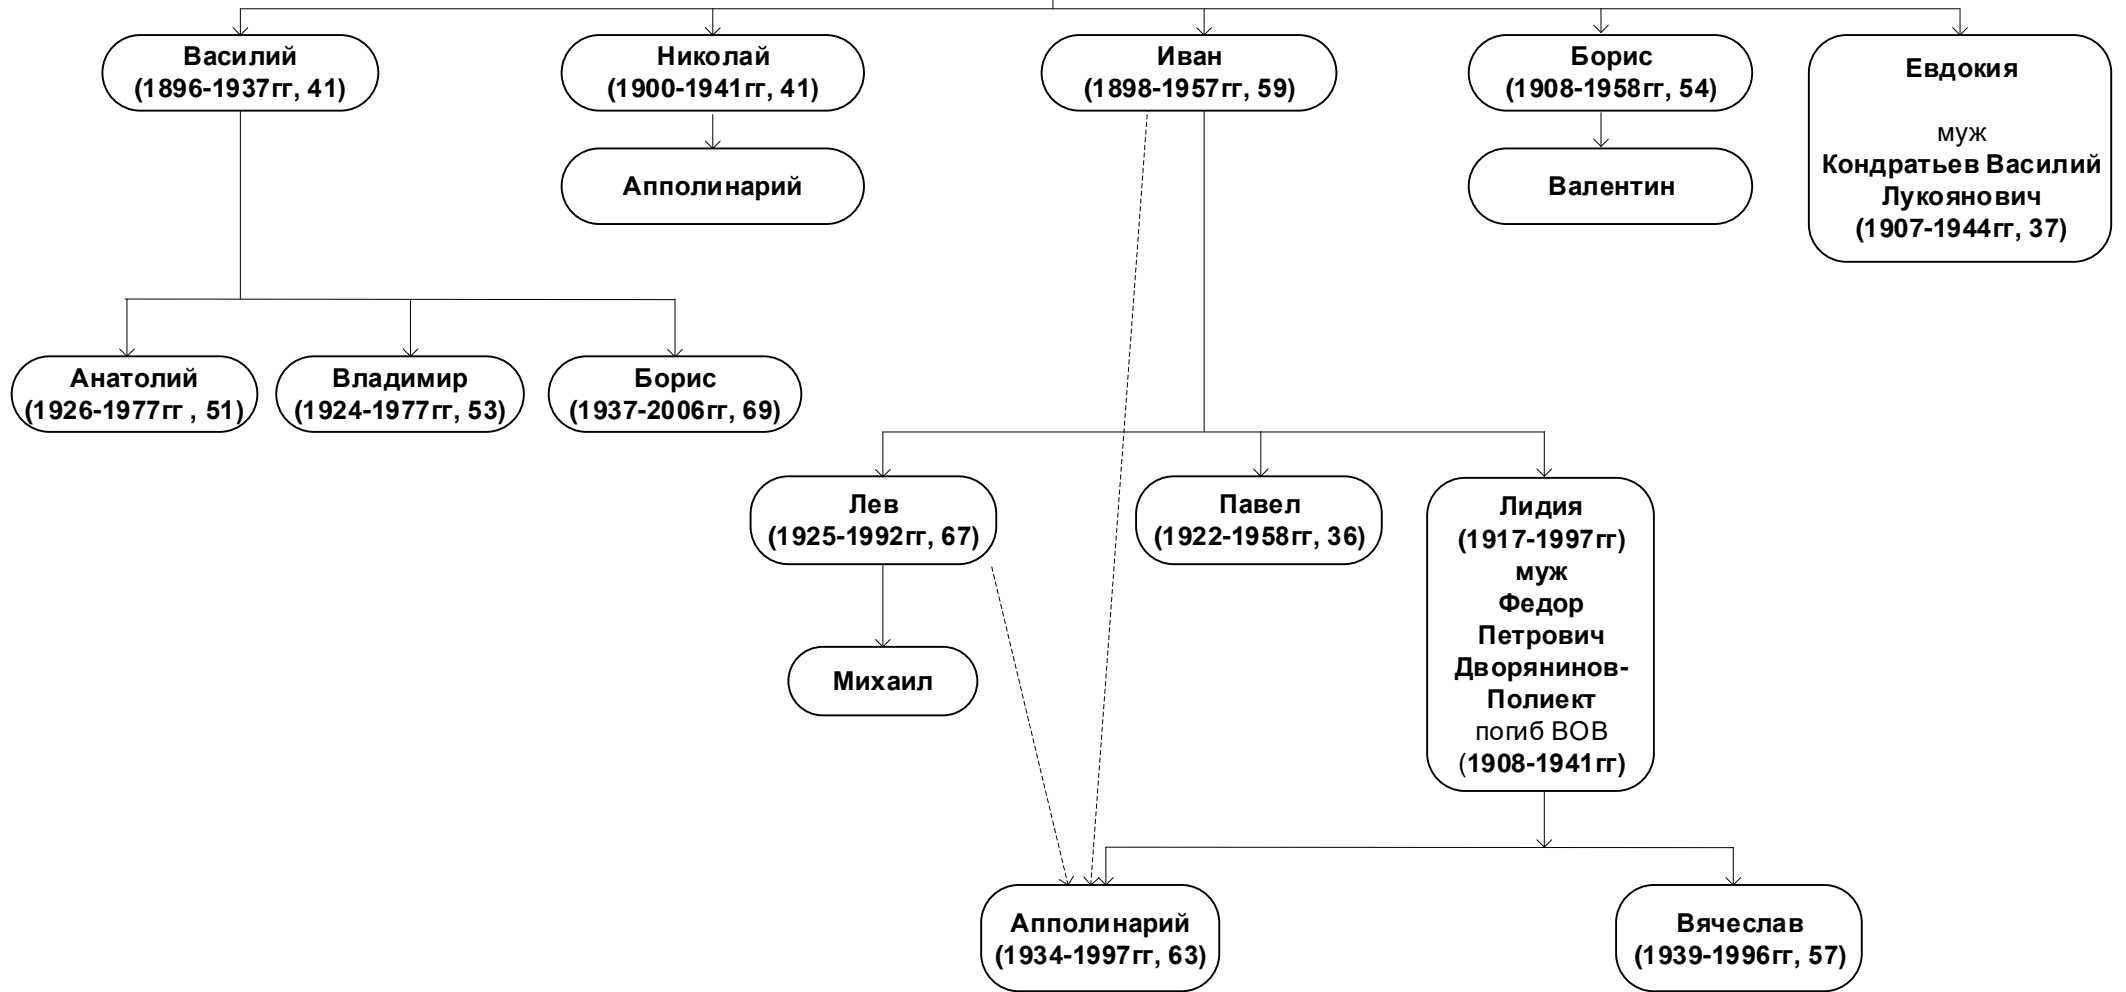 Василий
(1896-1937гг, 41)
Николай
(1900-1941гг, 41)
Иван
(1898-1957гг, 59)
Борис
(1908-1958гг, 54)
Евдокия
муж
Кондратьев Василий
Лукоянович
(1907-1944гг, 37)
Апполинарий
Валентин
Анатолий
(1926-1977гг , 51)
Владимир
(1924-1977гг, 53)
Борис
(1937-2006гг, 69)
Лев
(1925-1992гг, 67)
Павел
(1922-1958гг, 36)
Лидия
(1917-1997гг)
муж
Федор
Петрович
Дворянинов-
Полиект
погиб ВОВ
(1908-1941гг)
Михаил
Апполинарий
(1934-1997гг, 63)
Вячеслав
(1939-1996гг, 57)